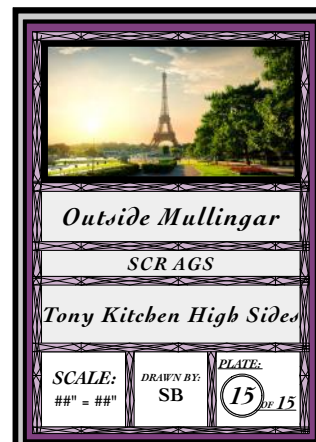 Outside Mullingar
SCR AGS
Tony Kitchen High Sides
SCALE:
##" = ##"
DRAWN BY:
SB
PLATE:
15 OF 15